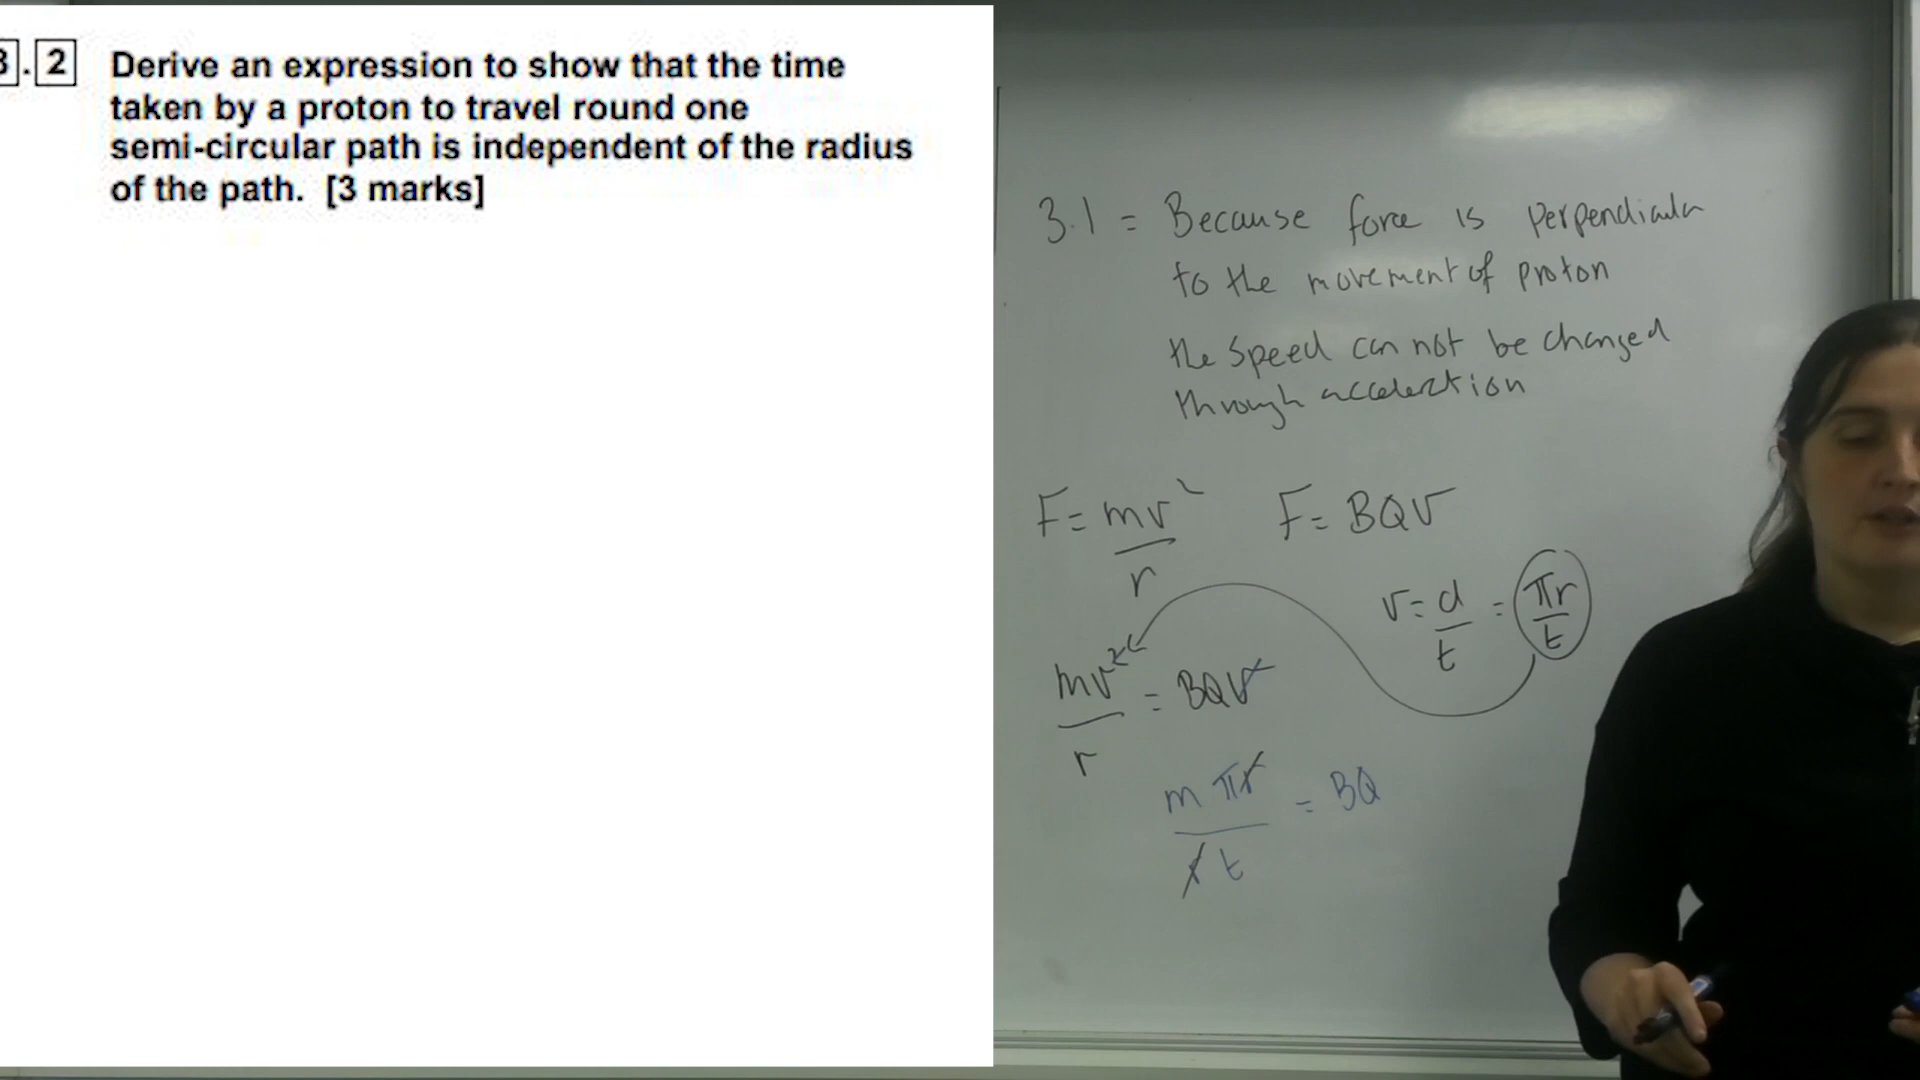 3.2 Derive an expression to show that the time
taken by a proton to travel round one
semi-circular path is independent of the radius
of the path. [3 marks]
3.1 = Because force is perpendicular
to the movement of proton
the speed can not be changed
through acceleration
F = mv²/r F = BQv
v = d/t = πr/t
mv²/r = BQv
mπr/rt = BQ